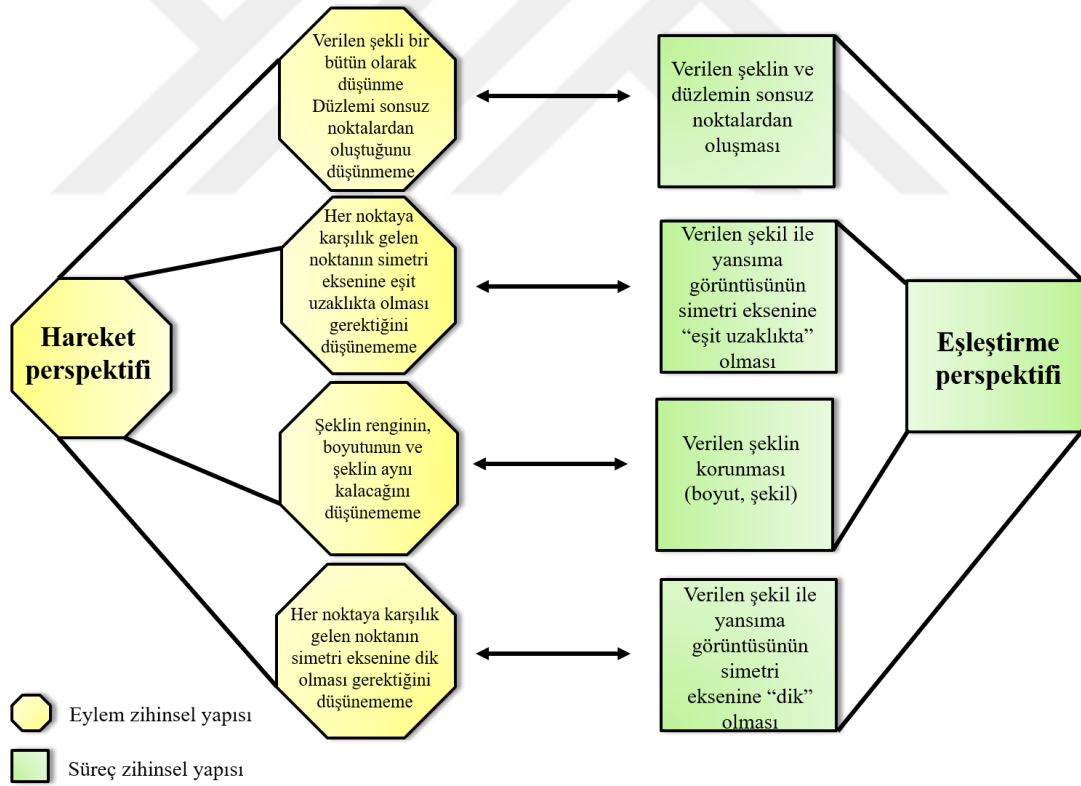 Hareket
perspektifi
Verilen şekli bir
bütün olarak
düşünme
Düzlemi sonsuz
noktalardan
oluştuğunu
düşünmeme
Verilen şeklin ve
düzlemin sonsuz
noktalardan
oluşması
Her noktaya
karşılık gelen
noktanın simetri
eksenine eşit
uzaklıkta olması
gerektiğini
düşünememe
Verilen şekil ile
yansıma
görüntüsünün
simetri eksenine
“eşit uzaklıkta”
olması
Şeklin renginin,
boyutunun ve
şeklin aynı
kalacağını
düşünememe
Verilen şeklin
korunması
(boyut, şekil)
Her noktaya karşılık
gelen noktanın
simetri eksenine dik
olması gerektiğini
düşünememe
Verilen şekil ile
yansıma
görüntüsünün
simetri
eksenine “dik”
olması
Eşleştirme
perspektifi
Eylem zihinsel yapısı
Süreç zihinsel yapısı